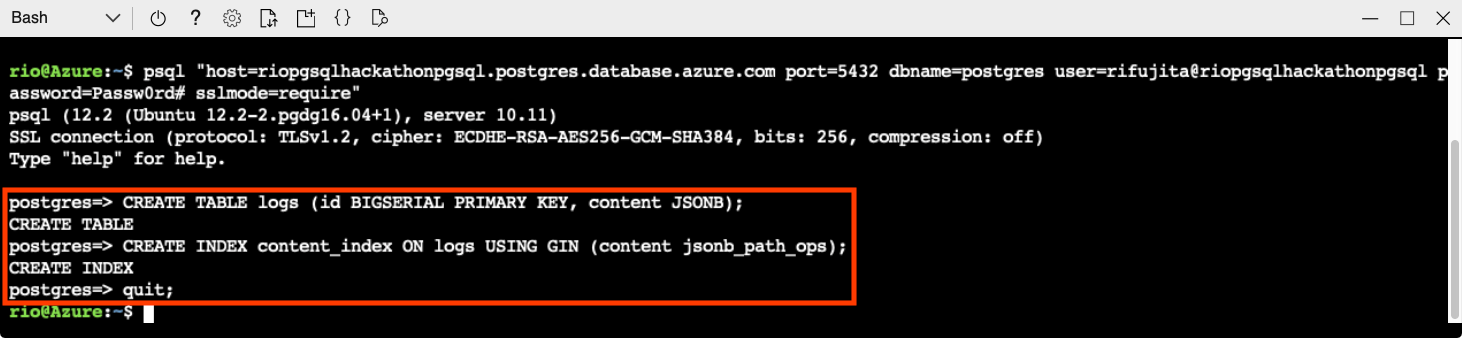 Bash
rio@Azure:~$ psql "host=riopgsqlhackathonpgsql.postgres.database.azure.com port=5432 dbname=postgres user=rifujita@riopgsqlhackathonpgsql p
assword=Passw0rd# sslmode=require"
psql (12.2 (Ubuntu 12.2-2.pgdg16.04+1), server 10.11)
SSL connection (protocol: TLSv1.2, cipher: ECDHE-RSA-AES256-GCM-SHA384, bits: 256, compression: off)
Type "help" for help.
postgres=> CREATE TABLE logs (id BIGSERIAL PRIMARY KEY, content JSONB);
CREATE TABLE
postgres=> CREATE INDEX content_index ON logs USING GIN (content jsonb_path_ops);
CREATE INDEX
postgres=> quit;
rio@Azure:~$